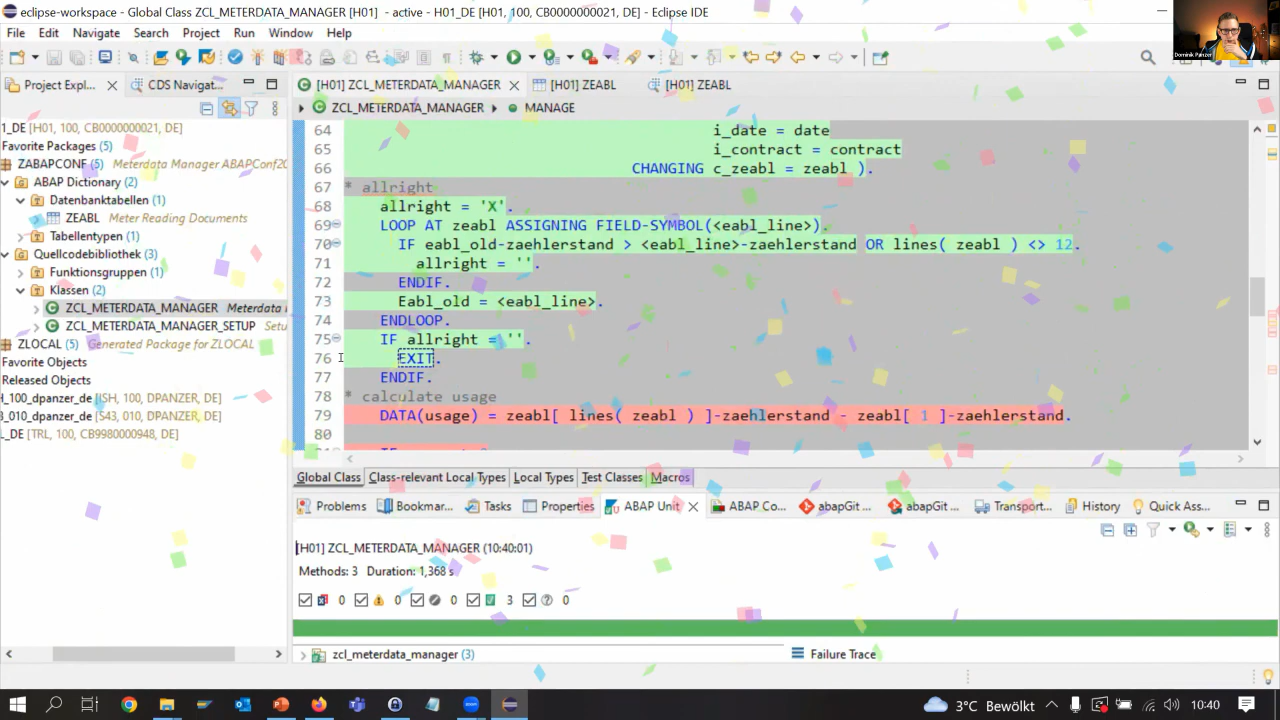 eclipse-workspace - Global Class ZCL_METERDATA_MANAGER [H01] - active - H01_DE [H01, 100, CB0000000021, DE] - Eclipse IDE
Dominik Panzer
File Edit Navigate Search Project Run Window Help
Project Expl...
CDS Navigat...
1_DE [H01, 100, CB0000000021, DE]
Favorite Packages (5)
ZABAPCONF (5) Meterdata Manager ABAPConf20
ABAP Dictionary (2)
Datenbanktabellen (1)
ZEABL Meter Reading Documents
Tabellentypen (1)
Quellcodebibliothek (3)
Funktionsgruppen (1)
Klassen (2)
ZCL_METERDATA_MANAGER Meterdata
ZCL_METERDATA_MANAGER_SETUP Setu
ZLOCAL (5) Generated Package for ZLOCAL
Favorite Objects
Released Objects
H_100_dpanzer_de [ISH, 100, DPANZER, DE]
3_010_dpanzer_de [S43, 010, DPANZER, DE]
L_DE [TRL, 100, CB9980000948, DE]
[H01] ZCL_METERDATA_MANAGER [H01] ZEABL [H01] ZEABL
ZCL_METERDATA_MANAGER MANAGE
64 i_date = date
65 i_contract = contract
66 CHANGING c_zeabl = zeabl ).
67 * allright
68 allright = 'X'.
69 LOOP AT zeabl ASSIGNING FIELD-SYMBOL(<eabl_line>).
70 IF eabl_old-zaehlerstand > <eabl_line>-zaehlerstand OR lines( zeabl ) <> 12.
71 allright = ''.
72 ENDIF.
73 Eabl_old = <eabl_line>.
74 ENDLOOP.
75 IF allright = ''.
76 EXIT.
77 ENDIF.
78 * calculate usage
79 DATA(usage) = zeabl[ lines( zeabl ) ]-zaehlerstand - zeabl[ 1 ]-zaehlerstand.
80
Global Class Class-relevant Local Types Local Types Test Classes Macros
Problems Bookmar... Tasks Properties ABAP Unit ABAP Co... abapGit ... abapGit ... Transport... History Quick Ass...
[H01] ZCL_METERDATA_MANAGER (10:40:01)
Methods: 3 Duration: 1,368 s
0 0 0 3 0
zcl_meterdata_manager (3)
Failure Trace
3°C Bewölkt 10:40